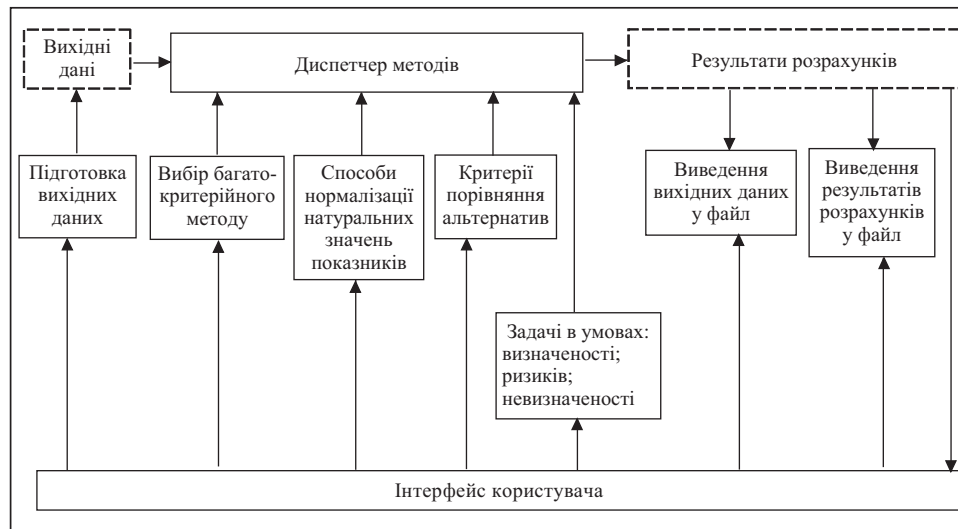 Вихідні
дані
Диспетчер методів
Результати розрахунків
Підготовка
вихідних
даних
Вибір багато-
критерійного
методу
Способи
нормалізації
натуральних
значень
показників
Критерії
порівняння
альтернатив
Виведення
вихідних даних
у файл
Виведення
результатів
розрахунків
у файл
Задачі в умовах:
визначеності;
ризиків;
невизначеності
Інтерфейс користувача